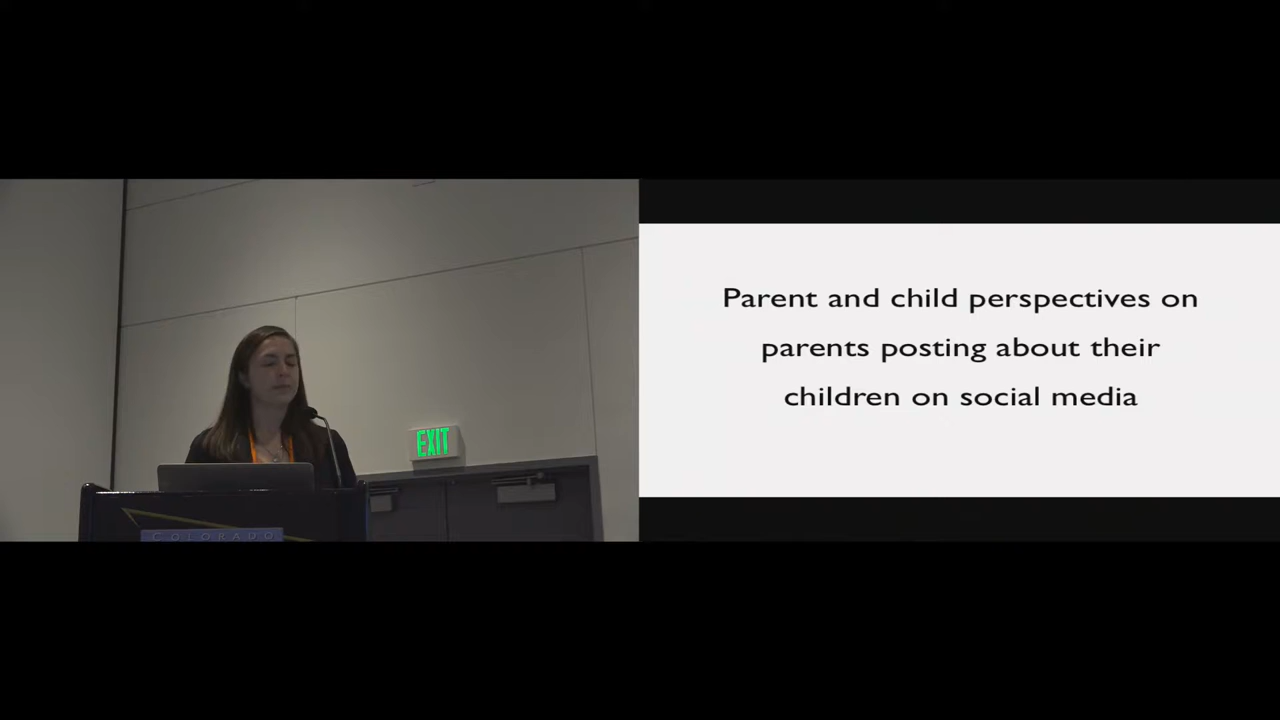 EXIT
COLORADO
Parent and child perspectives on
parents posting about their
children on social media